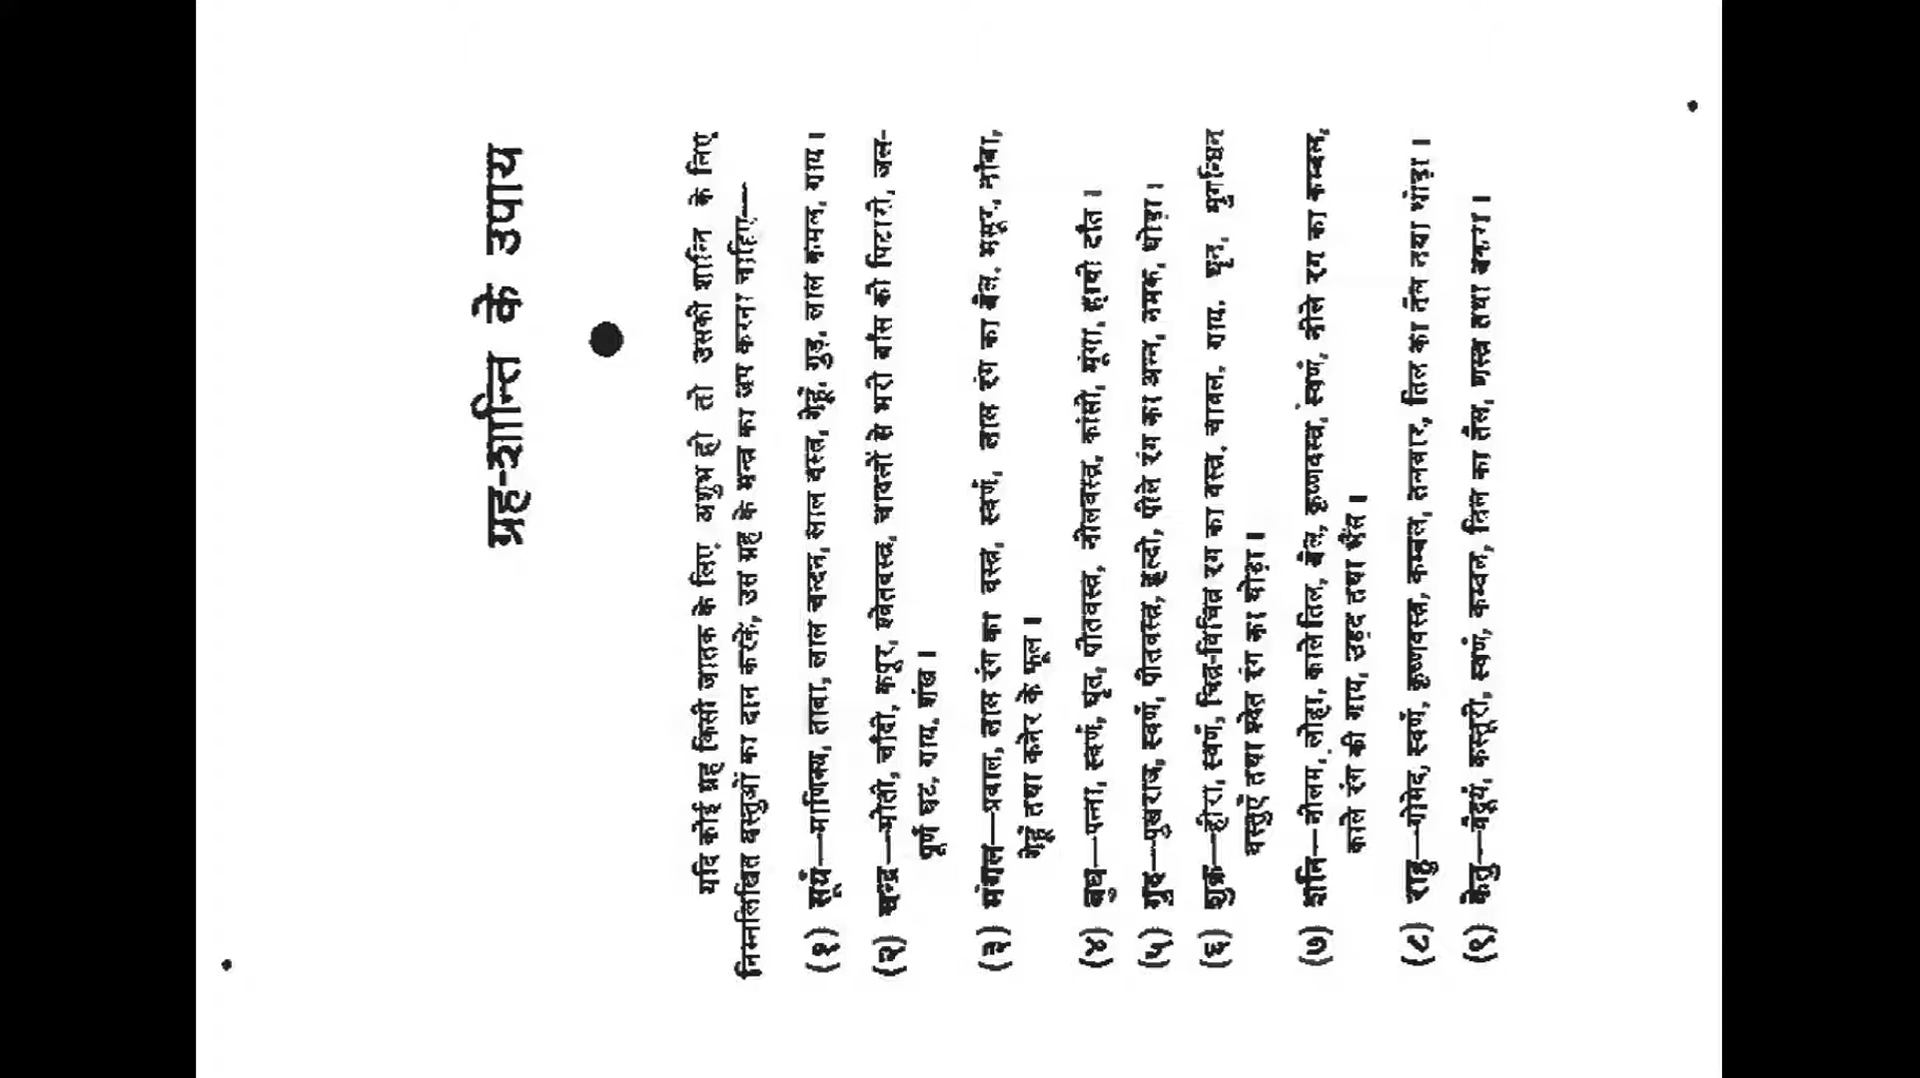 ग्रह-शान्ति के उपाय
यदि कोई ग्रह किसी जातक के लिए अशुभ हो तो उसकी शान्ति के लिए
निम्नलिखित वस्तुओं का दान करके, उस ग्रह के मन्त्र का जप करना चाहिए—
(१) सूर्य—माणिक्य, तांबा, लाल चन्दन, लाल वस्त्र, गेहूं, गुड़, लाल कमल, गाय ।
(२) चन्द्र—मोती, चाँदी, कपूर, श्वेतवस्त्र, चावलों से भरी बाँस की पिटारी, जल-
पूर्ण घट, गाय, शंख ।
(३) मंगल—प्रवाल, लाल रंग का वस्त्र, स्वर्ण, लाल रंग का बैल, मसूर, ताँबा,
गेहूं तथा कनेर के फूल ।
(४) बुध—पन्ना, स्वर्ण, घृत, पीतवस्त्र, नीलवस्त्र, कांसी, मूंगा, हाथी दाँत ।
(५) गुरु—पुखराज, स्वर्ण, पीतवस्त्र, हल्दी, पीले रंग का अन्न, नमक, घोड़ा ।
(६) शुक्र—हीरा, स्वर्ण, चित्र-विचित्र रंग का वस्त्र, चावल, गाय, घृत, सुगन्धित
वस्तुएँ तथा श्वेत रंग का घोड़ा ।
(७) शनि—नीलम, लोहा, काले तिल, बैल, कृष्णवस्त्र, स्वर्ण, नीले रंग का कम्बल,
काले रंग की गाय, उड़द तथा भैंस ।
(८) राहु—गोमेद, स्वर्ण, कृष्णवस्त्र, कम्बल, तलवार, तिल का तेल तथा घोड़ा ।
(९) केतु—वैदूर्य, कस्तूरी, स्वर्ण, कम्बल, तिल का तैल, शस्त्र तथा बकरा ।